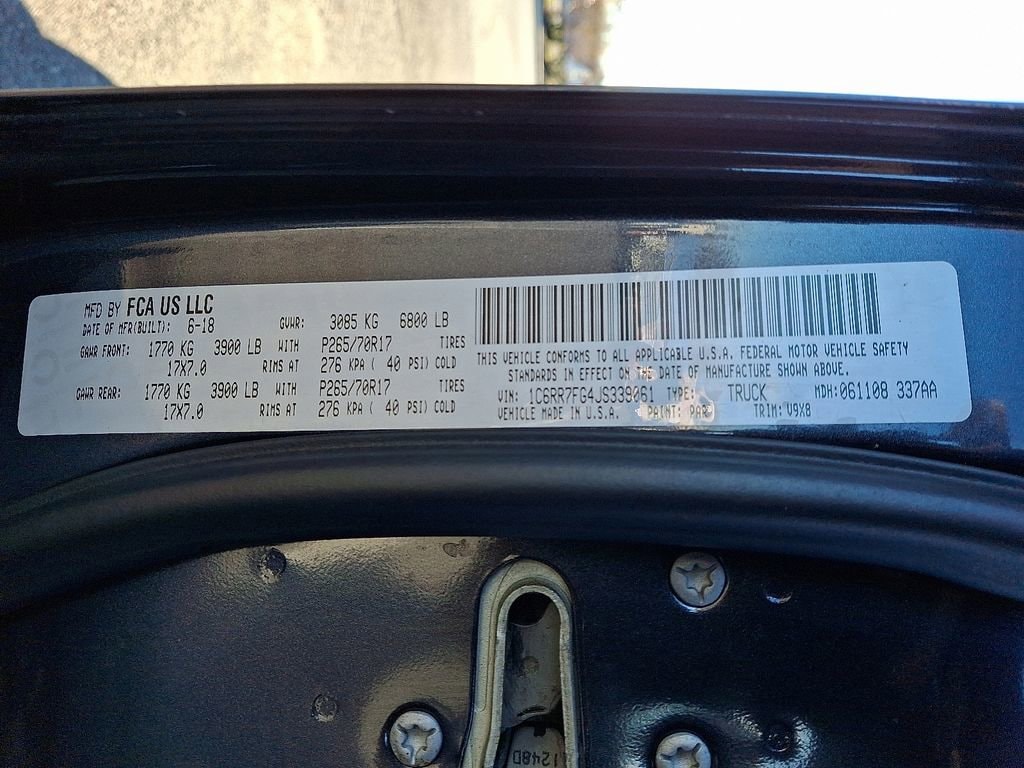 MFD BY FCA US LLC
DATE OF MFR(BUILT): 6-18 GVWR: 3085 KG 6800 LB
GAWR FRONT: 1770 KG 3900 LB WITH P265/70R17 TIRES
17X7.0 RIMS AT 276 KPA ( 40 PSI) COLD
GAWR REAR: 1770 KG 3900 LB WITH P265/70R17 TIRES
17X7.0 RIMS AT 276 KPA ( 40 PSI) COLD
THIS VEHICLE CONFORMS TO ALL APPLICABLE U.S.A. FEDERAL MOTOR VEHICLE SAFETY
STANDARDS IN EFFECT ON THE DATE OF MANUFACTURE SHOWN ABOVE.
VIN: 1C6RR7FG4JS339061 TYPE: TRUCK MDH: 061108 337AA
VEHICLE MADE IN U.S.A. PAINT: PAR TRIM: V9X8